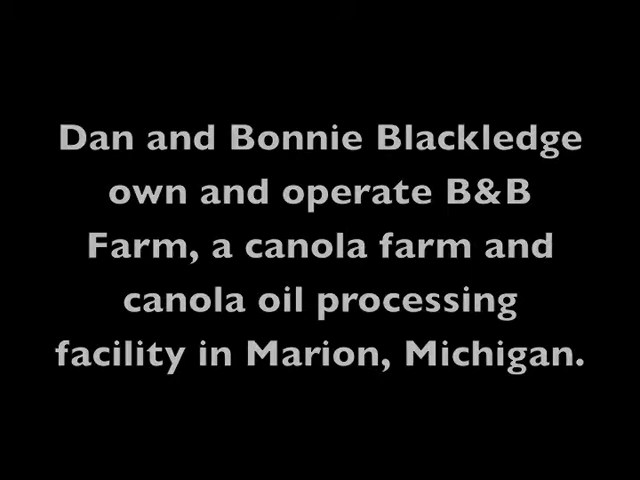 Dan and Bonnie Blackledge
own and operate B&B
Farm, a canola farm and
canola oil processing
facility in Marion, Michigan.